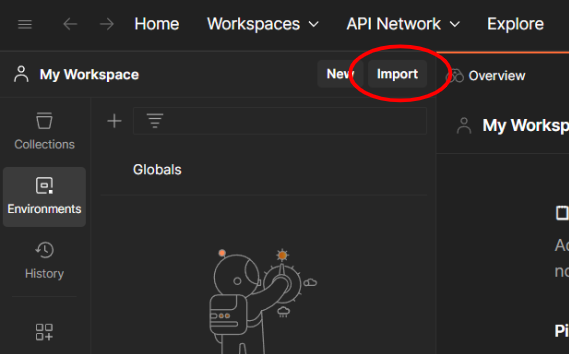 Home Workspaces API Network Explore
My Workspace New Import Overview
Collections
Environments
History
Globals
My Worksp
Ac
no
Pi